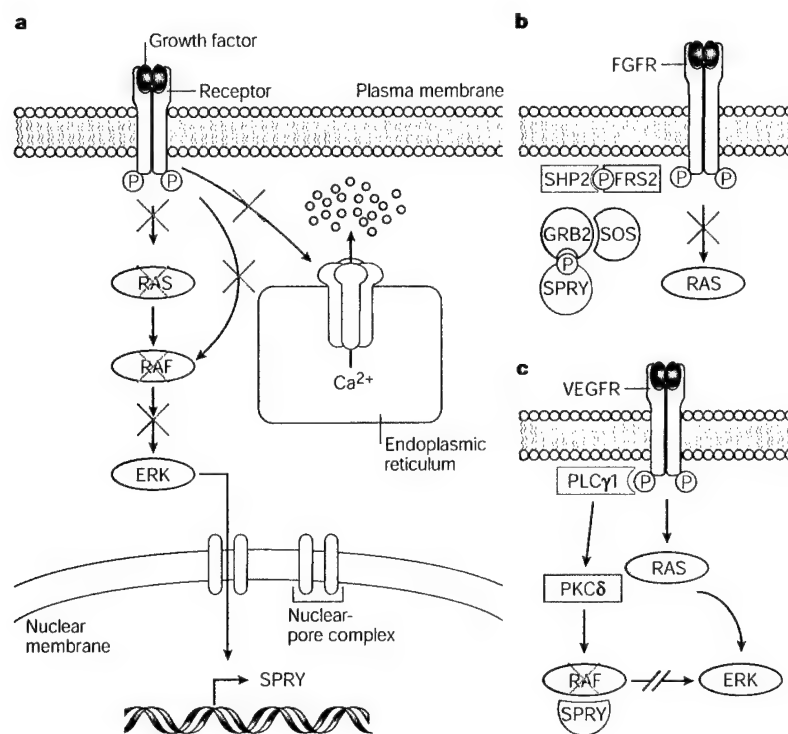 a
Growth factor
Receptor
Plasma membrane
P
P
RAS
RAF
ERK
Ca2+
Endoplasmic
reticulum
Nuclear
membrane
Nuclear-
pore complex
SPRY
b
FGFR
SHP2
P
FRS2
P
P
GRB2
SOS
P
SPRY
RAS
c
VEGFR
PLCγ1
P
P
RAS
PKCδ
RAF
ERK
SPRY